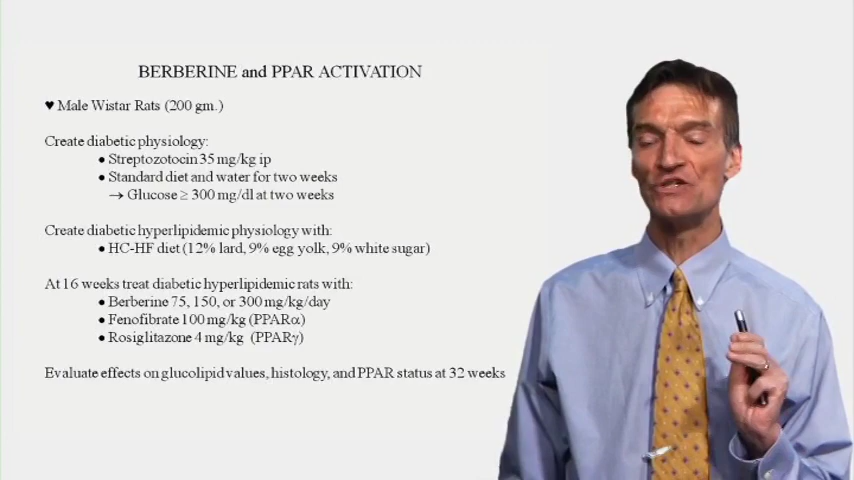 BERBERINE and PPAR ACTIVATION
♥ Male Wistar Rats (200 gm.)
Create diabetic physiology:
● Streptozotocin 35 mg/kg ip
● Standard diet and water for two weeks
→ Glucose ≥ 300 mg/dl at two weeks
Create diabetic hyperlipidemic physiology with:
● HC-HF diet (12% lard, 9% egg yolk, 9% white sugar)
At 16 weeks treat diabetic hyperlipidemic rats with:
● Berberine 75, 150, or 300 mg/kg/day
● Fenofibrate 100 mg/kg (PPARα)
● Rosiglitazone 4 mg/kg (PPARγ)
Evaluate effects on glucolipid values, histology, and PPAR status at 32 weeks